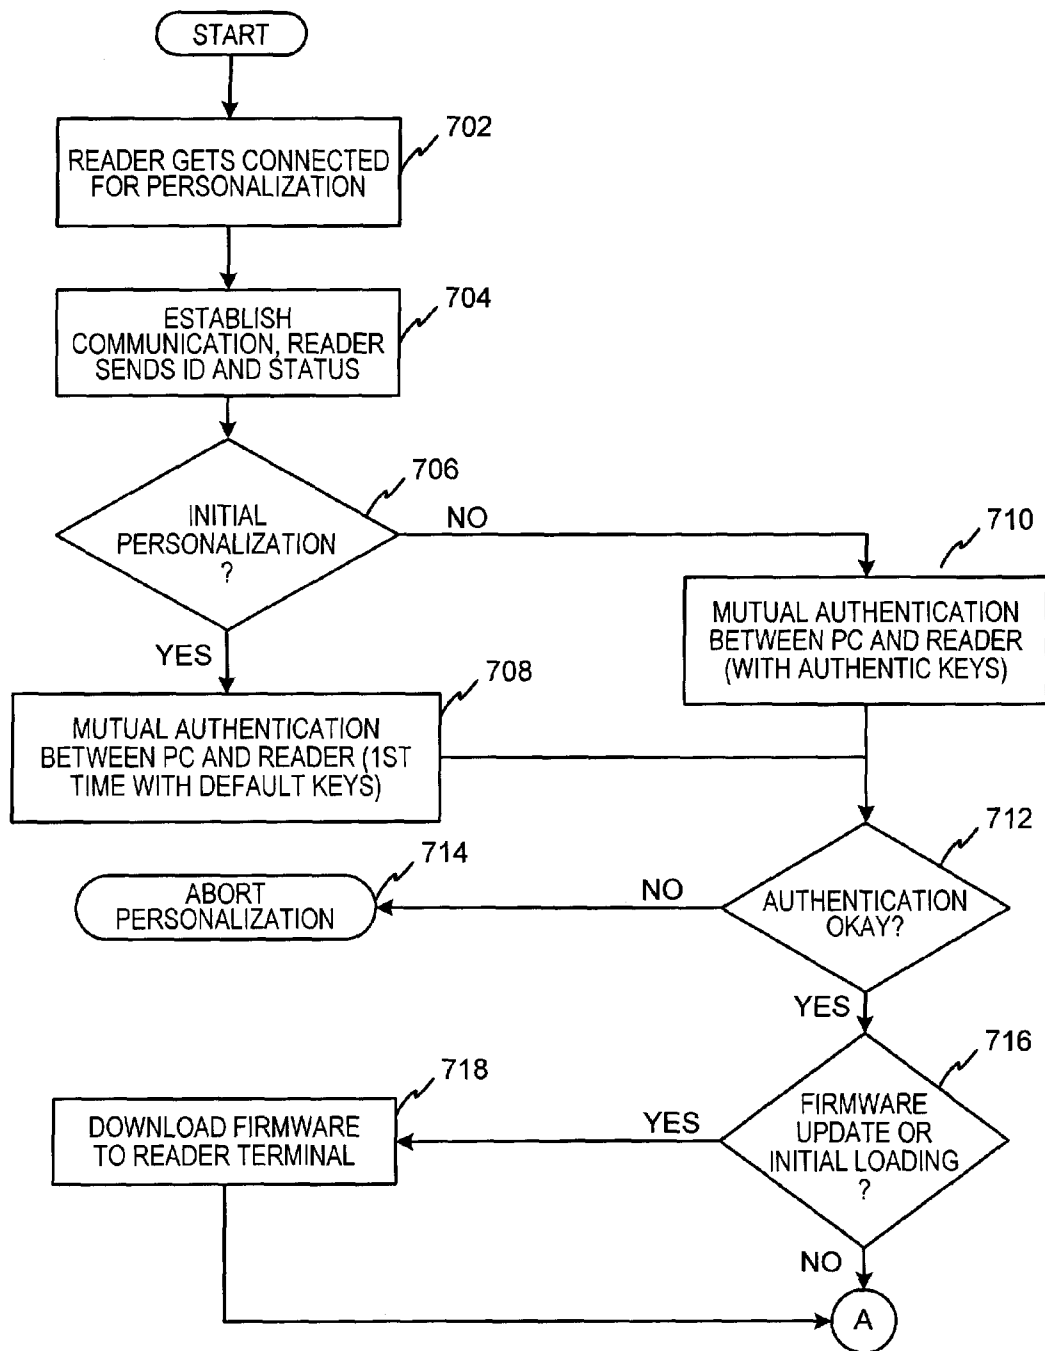 START
702
READER GETS CONNECTED
FOR PERSONALIZATION
704
ESTABLISH
COMMUNICATION, READER
SENDS ID AND STATUS
706
INITIAL
PERSONALIZATION
?
NO
710
MUTUAL AUTHENTICATION
BETWEEN PC AND READER
(WITH AUTHENTIC KEYS)
YES
708
MUTUAL AUTHENTICATION
BETWEEN PC AND READER (1ST
TIME WITH DEFAULT KEYS)
712
AUTHENTICATION
OKAY?
NO
714
ABORT
PERSONALIZATION
YES
716
FIRMWARE
UPDATE OR
INITIAL LOADING
?
YES
718
DOWNLOAD FIRMWARE
TO READER TERMINAL
NO
A